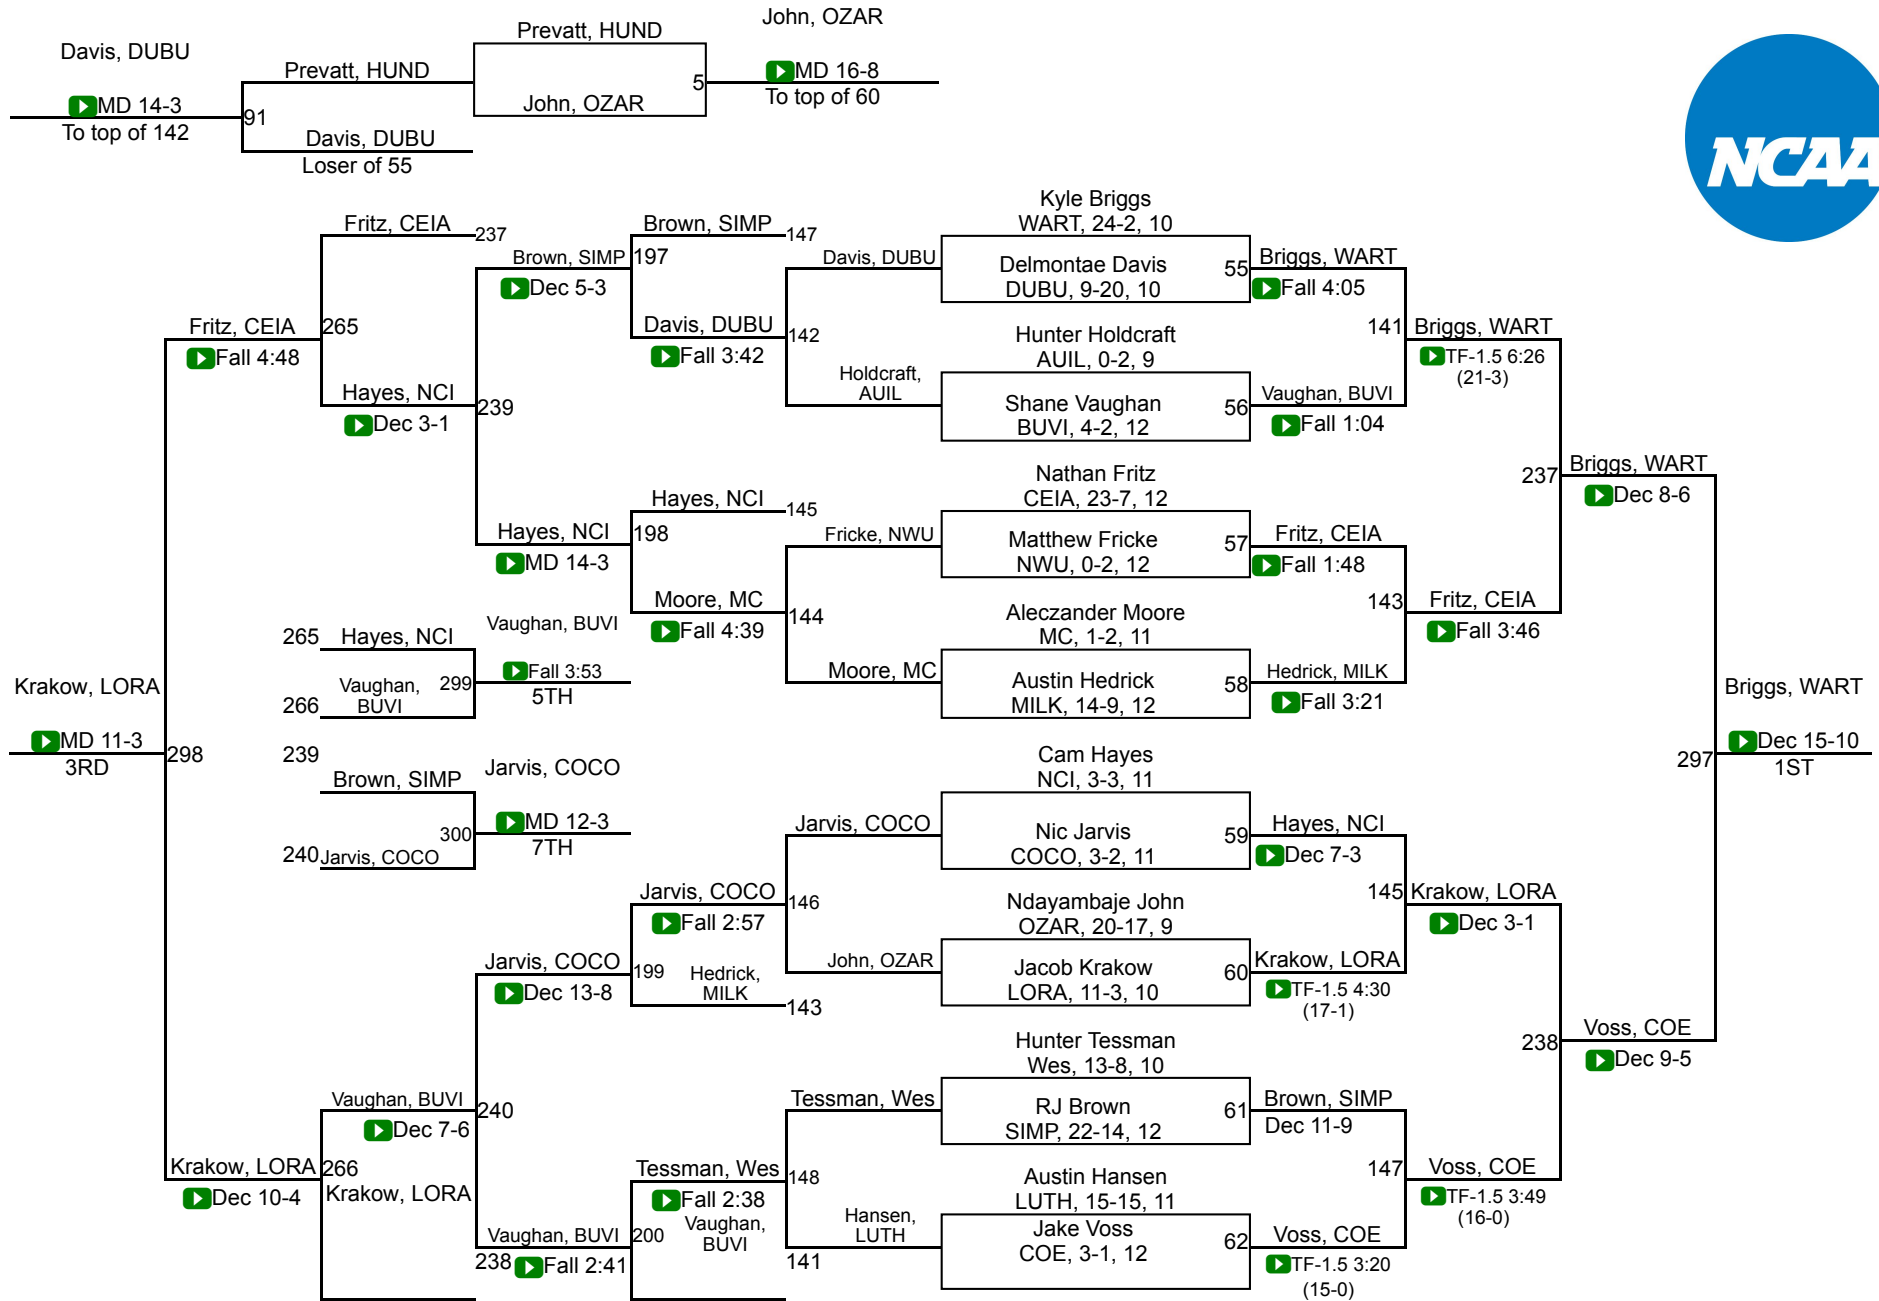 John, OZAR
Prevatt, HUND
Davis, DUBU
Prevatt, HUND
5
MD 16-8
MD 14-3
John, OZAR
To top of 60
91
To top of 142
Davis, DUBU
Loser of 55
NCAA
Kyle Briggs
WART, 24-2, 10
Fritz, CEIA
237
Brown, SIMP
147
Brown, SIMP
197
Davis, DUBU
Delmontae Davis
DUBU, 9-20, 10
55
Briggs, WART
Dec 5-3
Fall 4:05
Fritz, CEIA
265
Davis, DUBU
142
Hunter Holdcraft
AUIL, 0-2, 9
141
Briggs, WART
Fall 4:48
Fall 3:42
TF-1.5 6:26
(21-3)
Hayes, NCI
239
Holdcraft,
AUIL
Shane Vaughan
BUVI, 4-2, 12
56
Vaughan, BUVI
Dec 3-1
Fall 1:04
237
Briggs, WART
Dec 8-6
Nathan Fritz
CEIA, 23-7, 12
Hayes, NCI
145
Hayes, NCI
198
Fricke, NWU
Matthew Fricke
NWU, 0-2, 12
57
Fritz, CEIA
MD 14-3
Fall 1:48
Moore, MC
144
Aleczander Moore
MC, 1-2, 11
143
Fritz, CEIA
Fall 4:39
Fall 3:46
265
Hayes, NCI
Vaughan, BUVI
299
Fall 3:53
5TH
266
Vaughan,
BUVI
Moore, MC
Austin Hedrick
MILK, 14-9, 12
58
Hedrick, MILK
Fall 3:21
Krakow, LORA
MD 11-3
3RD
298
Briggs, WART
297
Dec 15-10
1ST
239
Brown, SIMP
Jarvis, COCO
300
MD 12-3
7TH
240
Jarvis, COCO
Cam Hayes
NCI, 3-3, 11
Jarvis, COCO
Nic Jarvis
COCO, 3-2, 11
59
Hayes, NCI
Dec 7-3
Jarvis, COCO
146
Ndayambaje John
OZAR, 20-17, 9
145
Krakow, LORA
Fall 2:57
Dec 3-1
Jarvis, COCO
199
Hedrick,
MILK
143
John, OZAR
Jacob Krakow
LORA, 11-3, 10
60
Krakow, LORA
Dec 13-8
TF-1.5 4:30
(17-1)
238
Voss, COE
Dec 9-5
Hunter Tessman
Wes, 13-8, 10
Vaughan, BUVI
240
Tessman, Wes
RJ Brown
SIMP, 22-14, 12
61
Brown, SIMP
Dec 7-6
Dec 11-9
Krakow, LORA
266
Tessman, Wes
148
Austin Hansen
LUTH, 15-15, 11
147
Voss, COE
Dec 10-4
Krakow, LORA
Fall 2:38
TF-1.5 3:49
(16-0)
Vaughan, BUVI
200
Vaughan,
BUVI
Hansen,
LUTH
Jake Voss
COE, 3-1, 12
62
Voss, COE
238
Fall 2:41
141
TF-1.5 3:20
(15-0)